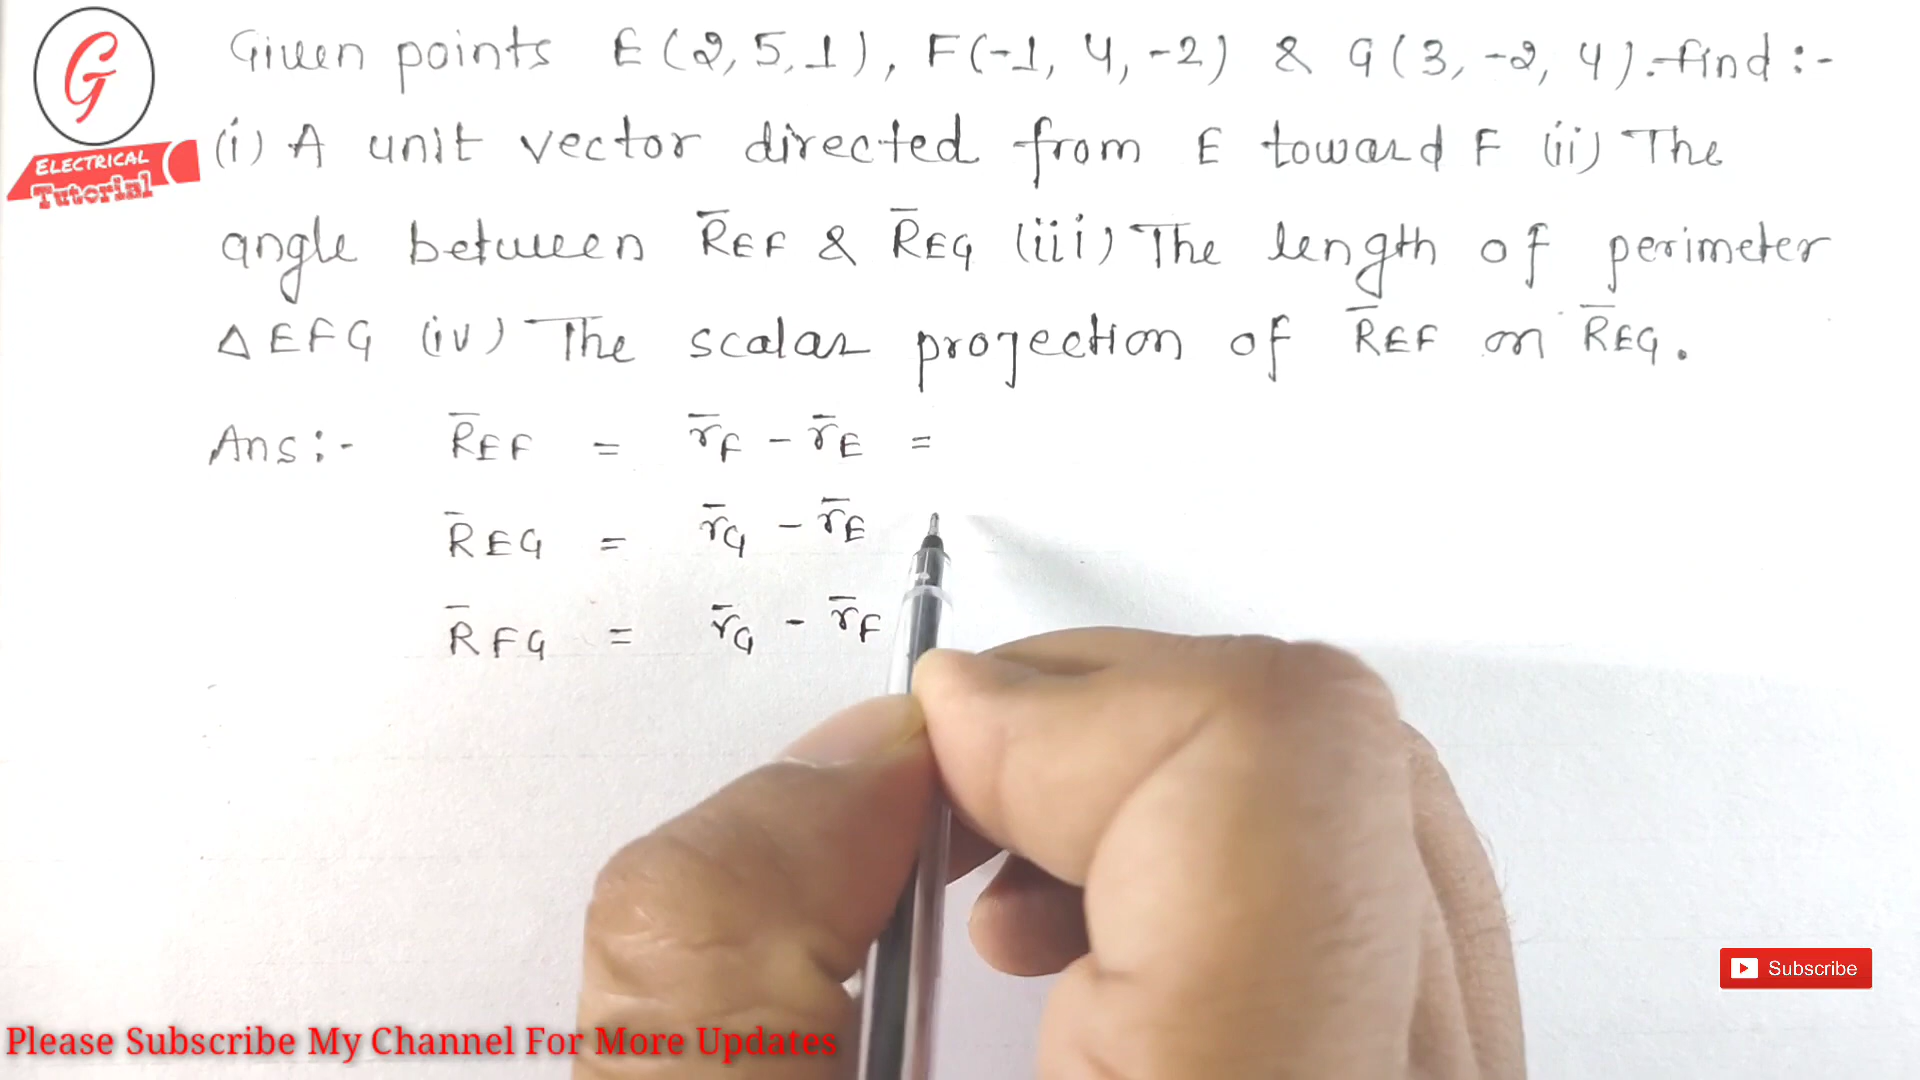 G
ELECTRICAL
Tutorial
Given points E(2,5,1), F(-1, 4, -2) & G(3, -2, 4). find :-
(i) A unit vector directed from E toward F (ii) The
angle between R̅EF & R̅EG (iii) The length of perimeter
△EFG (iv) The scalar projection of R̅EF on R̅EG.
Ans :- R̅EF = r̅F - r̅E =
R̅EG = r̅G - r̅E
R̅FG = r̅G - r̅F
Subscribe
Please Subscribe My Channel For More Updates